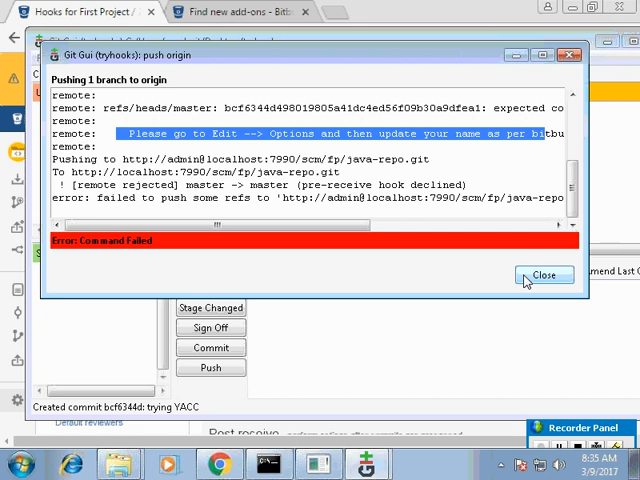 Hooks for First Project /
Find new add-ons - Bitb
Git Gui (tryhooks): push origin
Pushing 1 branch to origin
remote:
remote: refs/heads/master: bcf6344d498019805a41dc4ed56f09b30a9dfea1: expected co
remote:
remote: Please go to Edit --> Options and then update your name as per bitbu
remote:
Pushing to http://admin@localhost:7990/scm/fp/java-repo.git
To http://localhost:7990/scm/fp/java-repo.git
! [remote rejected] master -> master (pre-receive hook declined)
error: failed to push some refs to 'http://admin@localhost:7990/scm/fp/java-repo
Error: Command Failed
Close
Amend Last C
Stage Changed
Sign Off
Commit
Push
Created commit bcf6344d: trying YACC
Default reviewers
Post receive
Recorder Panel
8:35 AM
3/9/2017